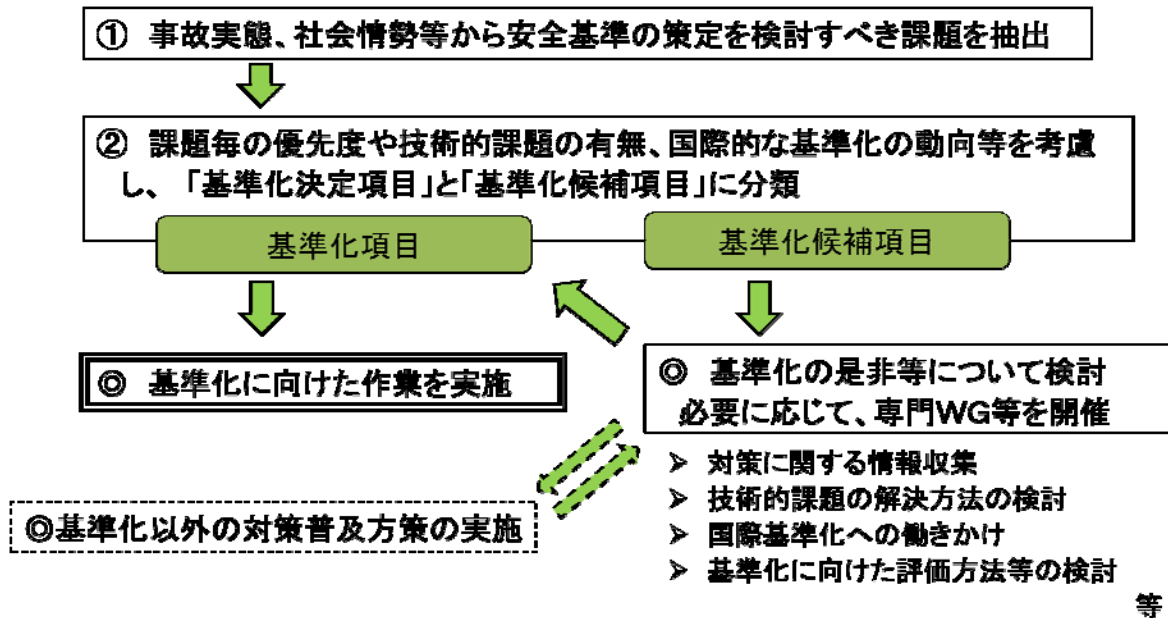 ① 事故実態、社会情勢等から安全基準の策定を検討すべき課題を抽出
② 課題毎の優先度や技術的課題の有無、国際的な基準化の動向等を考慮
し、「基準化決定項目」と「基準化候補項目」に分類
基準化項目
基準化候補項目
◎ 基準化に向けた作業を実施
◎ 基準化の是非等について検討
必要に応じて、専門WG等を開催
➢ 対策に関する情報収集
➢ 技術的課題の解決方法の検討
➢ 国際基準化への働きかけ
➢ 基準化に向けた評価方法等の検討
等
◎基準化以外の対策普及方策の実施